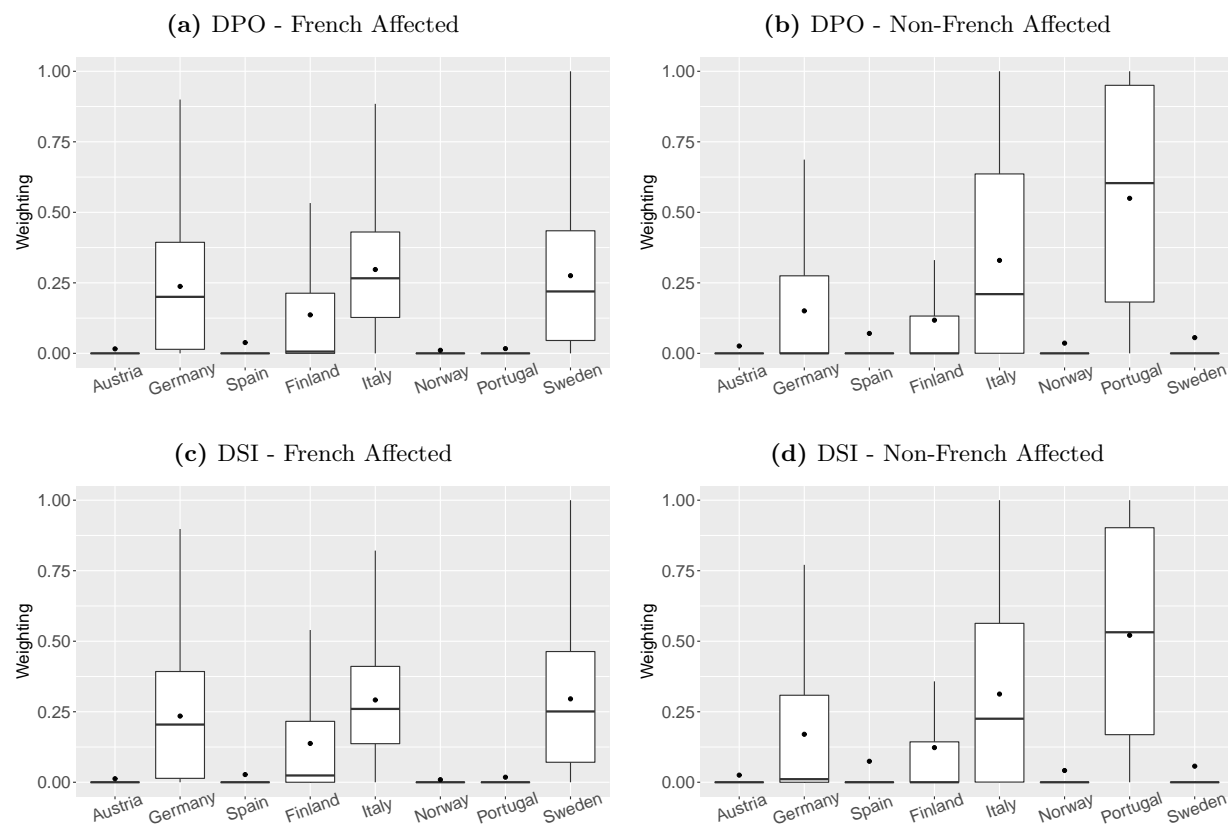 (a) DPO - French Affected
(b) DPO - Non-French Affected
1.00
0.75
0.50
0.25
0.00
Weighting
Austria Germany Spain Finland Italy Norway Portugal Sweden
1.00
0.75
0.50
0.25
0.00
Weighting
Austria Germany Spain Finland Italy Norway Portugal Sweden
(c) DSI - French Affected
(d) DSI - Non-French Affected
1.00
0.75
0.50
0.25
0.00
Weighting
Austria Germany Spain Finland Italy Norway Portugal Sweden
1.00
0.75
0.50
0.25
0.00
Weighting
Austria Germany Spain Finland Italy Norway Portugal Sweden